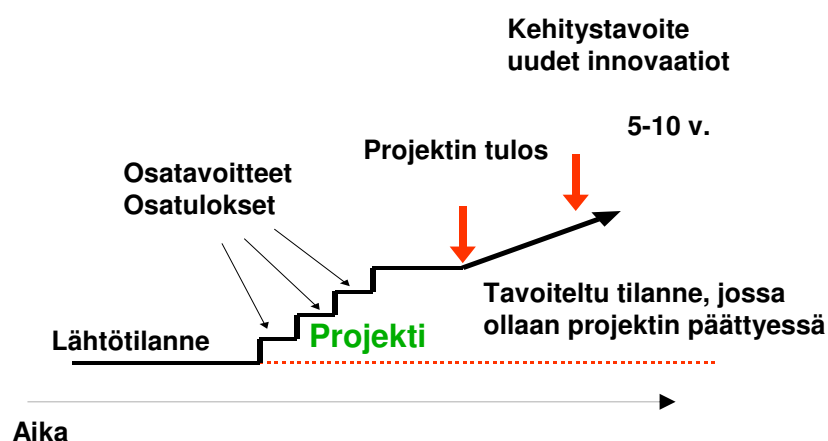 Kehitystavoite
uudet innovaatiot
5-10 v.
Projektin tulos
Osatavoitteet
Osatulokset
Tavoiteltu tilanne, jossa
ollaan projektin päättyessä
Projekti
Lähtötilanne
Aika